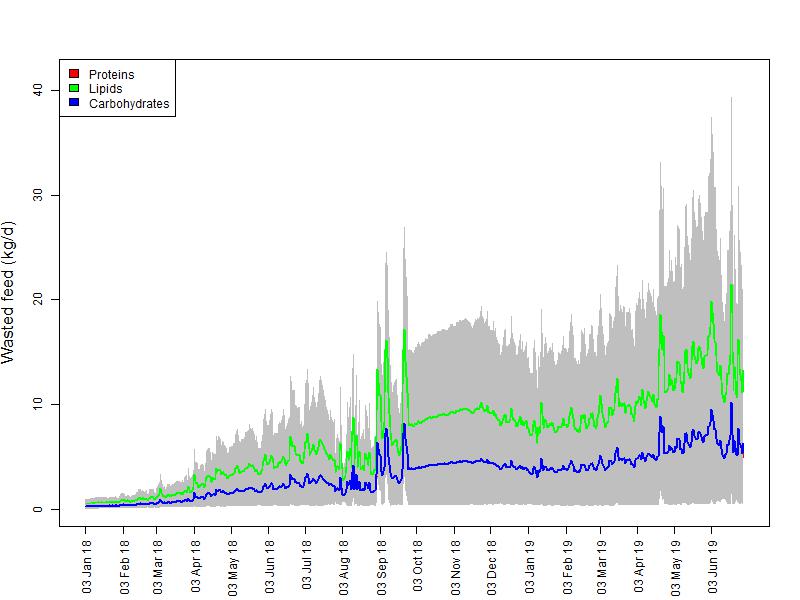 Proteins
Lipids
Carbohydrates
Wasted feed (kg/d)
40
30
20
10
0
03 Jan 18
03 Feb 18
03 Mar 18
03 Apr 18
03 May 18
03 Jun 18
03 Jul 18
03 Aug 18
03 Sep 18
03 Oct 18
03 Nov 18
03 Dec 18
03 Jan 19
03 Feb 19
03 Mar 19
03 Apr 19
03 May 19
03 Jun 19